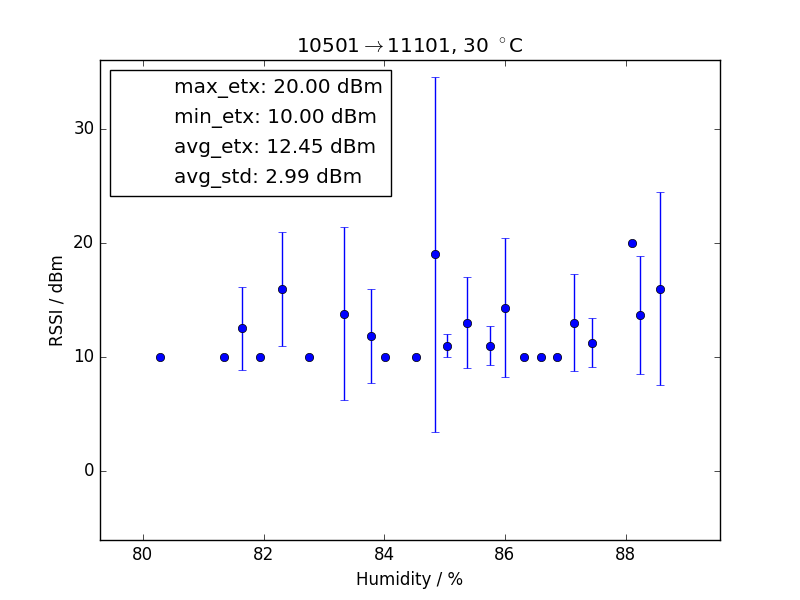 10501→11101, 30 °C
max_etx: 20.00 dBm
min_etx: 10.00 dBm
avg_etx: 12.45 dBm
avg_std: 2.99 dBm
30
20
10
0
RSSI / dBm
80 82 84 86 88
Humidity / %